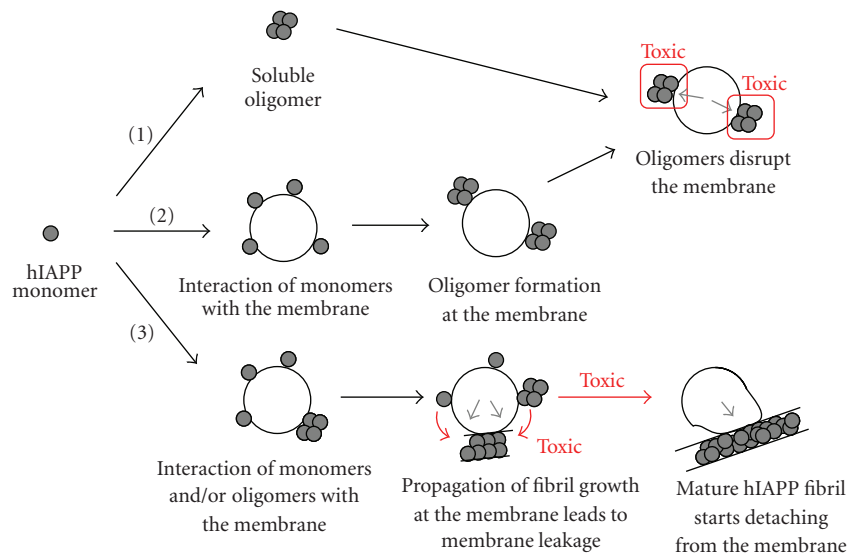 Toxic
Toxic
Soluble
oligomer
(1)
Oligomers disrupt
the membrane
(2)
hIAPP
monomer
Interaction of monomers
with the membrane
Oligomer formation
at the membrane
(3)
Toxic
Toxic
Interaction of monomers
and/or oligomers with
the membrane
Propagation of fibril growth
at the membrane leads to
membrane leakage
Mature hIAPP fibril
starts detaching
from the membrane